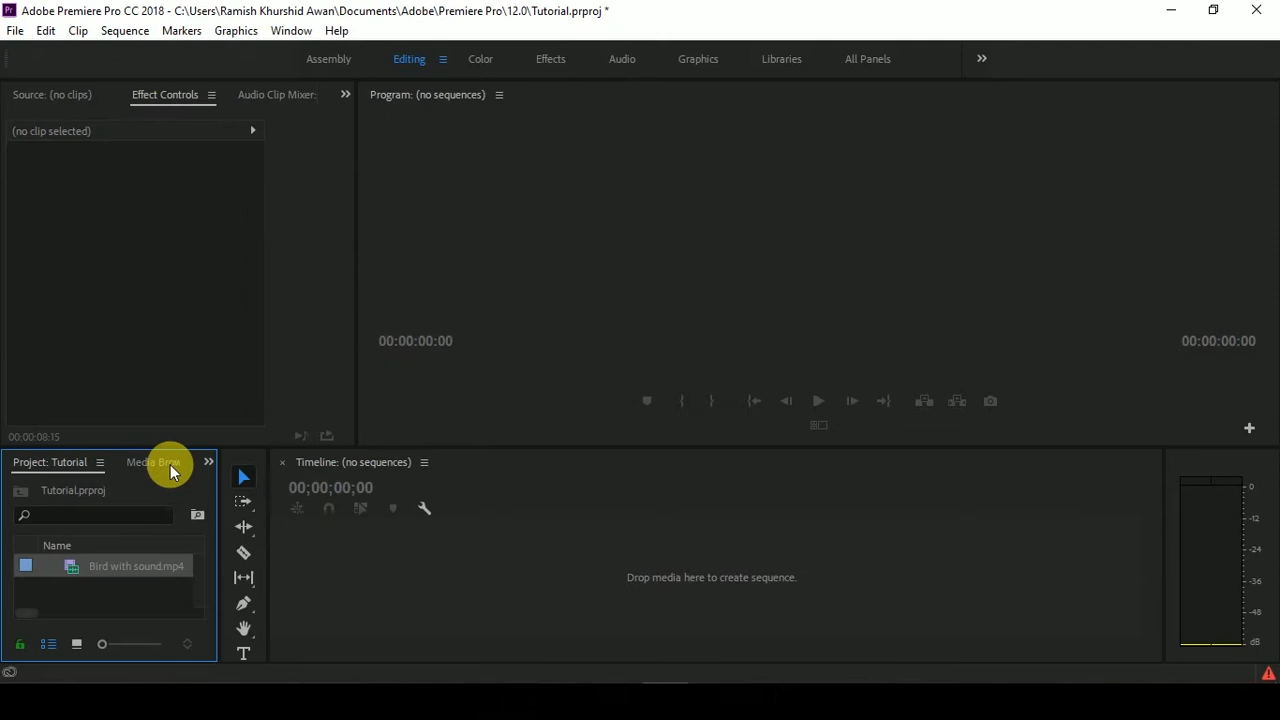 Adobe Premiere Pro CC 2018 - C:\Users\Ramish Khurshid Awan\Documents\Adobe\Premiere Pro\12.0\Tutorial.prproj *
File Edit Clip Sequence Markers Graphics Window Help
Assembly Editing Color Effects Audio Graphics Libraries All Panels
Source: (no clips) Effect Controls Audio Clip Mixer:
Program: (no sequences)
(no clip selected)
00:00:00:00 00:00:00:00
00:00:08:15
Project: Tutorial Media Brow
Timeline: (no sequences)
Tutorial.prproj
00;00;00;00
Name
Bird with sound.mp4
Drop media here to create sequence.
0
-12
-24
-36
-48
dB